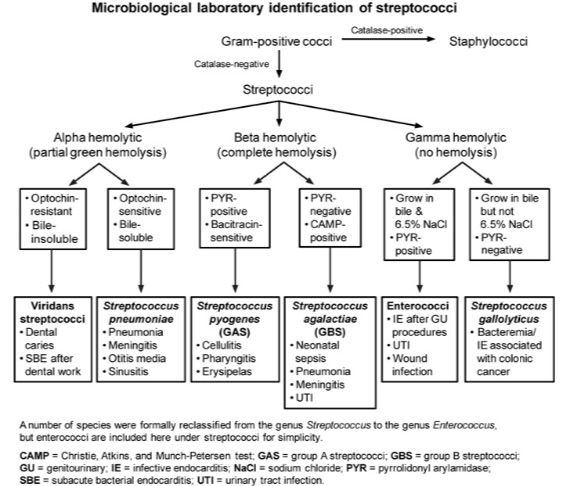 Microbiological laboratory identification of streptococci
Gram-positive cocci
Catalase-positive
Staphylococci
Catalase-negative
Streptococci
Alpha hemolytic
(partial green hemolysis)
Beta hemolytic
(complete hemolysis)
Gamma hemolytic
(no hemolysis)
• Optochin-
resistant
• Bile-
insoluble
• Optochin-
sensitive
• Bile-
soluble
• PYR-
positive
• Bacitracin-
sensitive
• PYR-
negative
• CAMP-
positive
• Grow in
bile &
6.5% NaCl
• PYR-
positive
• Grow in bile
but not
6.5% NaCl
• PYR-
negative
Viridans
streptococci
• Dental
caries
• SBE after
dental work
Streptococcus
pneumoniae
• Pneumonia
• Meningitis
• Otitis media
• Sinusitis
Streptococcus
pyogenes
(GAS)
• Cellulitis
• Pharyngitis
• Erysipelas
Streptococcus
agalactiae
(GBS)
• Neonatal
sepsis
• Pneumonia
• Meningitis
• UTI
Enterococci
• IE after GU
procedures
• UTI
• Wound
infection
Streptococcus
gallolyticus
• Bacteremia/
IE associated
with colonic
cancer
A number of species were formally reclassified from the genus Streptococcus to the genus Enterococcus,
but enterococci are included here under streptococci for simplicity.
CAMP = Christie, Atkins, and Munch-Petersen test; GAS = group A streptococci; GBS = group B streptococci;
GU = genitourinary; IE = infective endocarditis; NaCl = sodium chloride; PYR = pyrrolidonyl arylamidase;
SBE = subacute bacterial endocarditis; UTI = urinary tract infection.